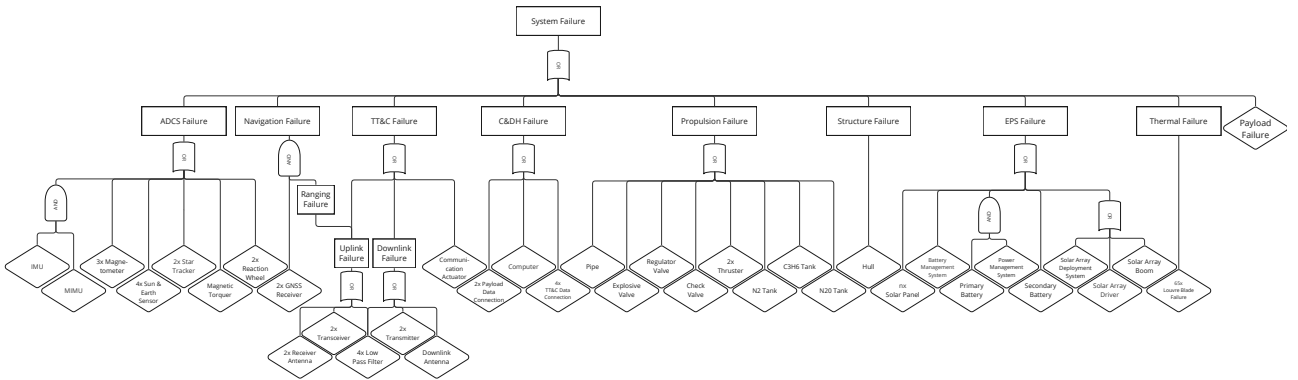 System Failure
OR
ADCS Failure
Navigation Failure
TT&C Failure
C&DH Failure
Propulsion Failure
Structure Failure
EPS Failure
Thermal Failure
Payload
Failure
OR
AND
OR
OR
OR
OR
AND
Ranging
Failure
AND
OR
Uplink
Failure
Downlink
Failure
IMU
MIMU
3x Magne-
tometer
4x Sun &
Earth
Sensor
2x Star
Tracker
Magnetic
Torquer
2x
Reaction
Wheel
2x GNSS
Receiver
OR
OR
Communi-
cation
Actuator
2x Payload
Data
Connection
Computer
4x
TT&C Data
Connection
Pipe
Explosive
Valve
Regulator
Valve
Check
Valve
2x
Thruster
N2 Tank
C3H6 Tank
N20 Tank
Hull
nx
Solar Panel
Battery
Management
System
Primary
Battery
Power
Management
System
Secondary
Battery
Solar Array
Deployment
System
Solar Array
Driver
Solar Array
Boom
65x
Louvre Blade
Failure
2x
Transceiver
2x
Transmitter
2x Receiver
Antenna
4x Low
Pass Filter
Downlink
Antenna